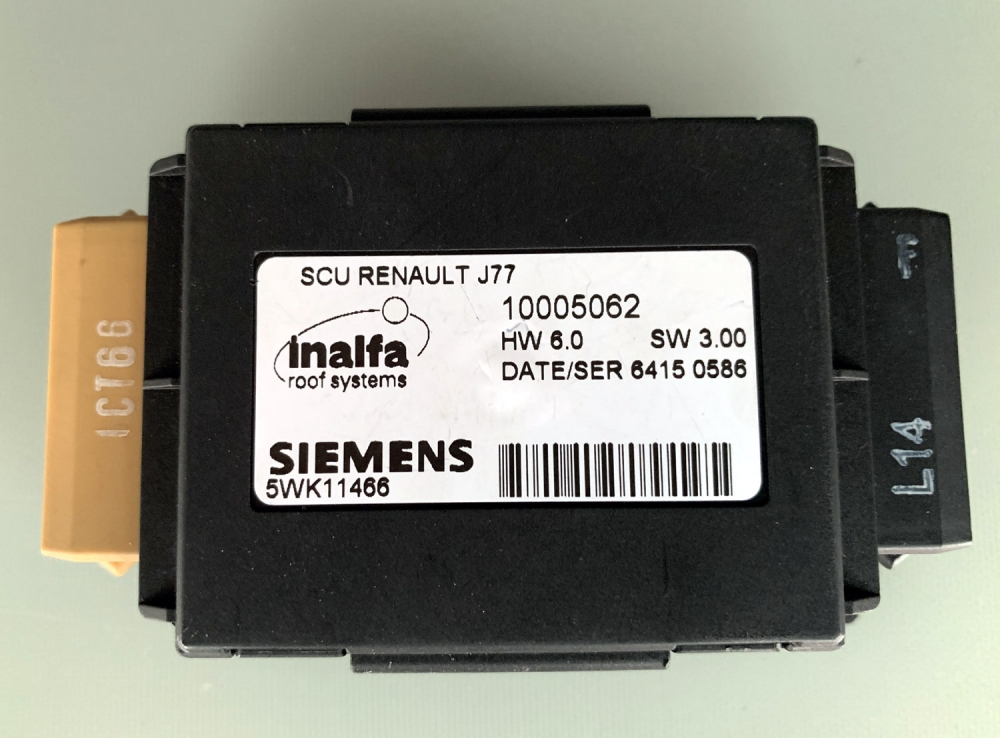 SCU RENAULT J77
inalfa
roof systems
10005062
HW 6.0 SW 3.00
DATE/SER 6415 0586
SIEMENS
5WK11466
1CT66
L14